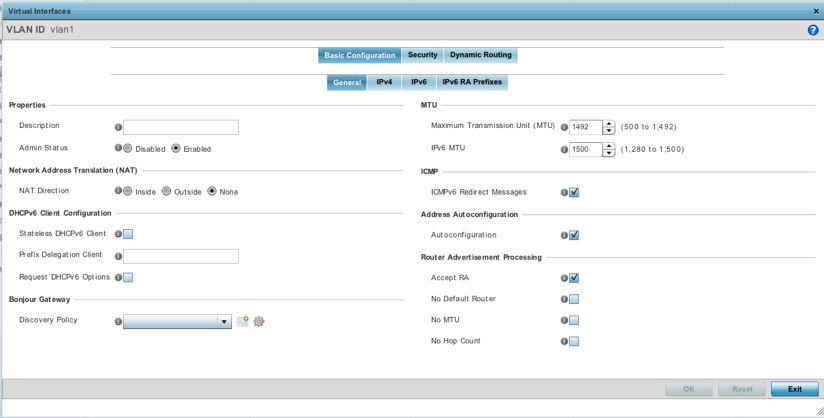 Virtual Interfaces ×
VLAN ID vlan1 ?
Basic Configuration Security Dynamic Routing
General IPv4 IPv6 IPv6 RA Prefixes
Properties
Description
Admin Status Disabled Enabled
Network Address Translation (NAT)
NAT Direction Inside Outside None
DHCPv6 Client Configuration
Stateless DHCPv6 Client
Prefix Delegation Client
Request DHCPv6 Options
Bonjour Gateway
Discovery Policy
MTU
Maximum Transmission Unit (MTU) 1492 (500 to 1,492)
IPv6 MTU 1500 (1,280 to 1,500)
ICMP
ICMPv6 Redirect Messages
Address Autoconfiguration
Autoconfiguration
Router Advertisement Processing
Accept RA
No Default Router
No MTU
No Hop Count
OK Reset Exit